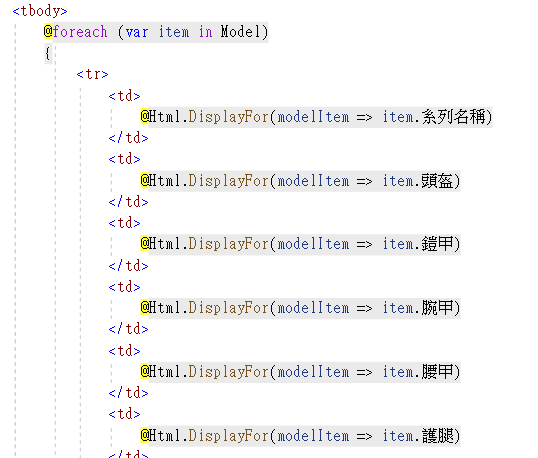 <tbody>
@foreach (var item in Model)
{
<tr>
<td>
@Html.DisplayFor(modelItem => item.系列名稱)
</td>
<td>
@Html.DisplayFor(modelItem => item.頭盔)
</td>
<td>
@Html.DisplayFor(modelItem => item.鎧甲)
</td>
<td>
@Html.DisplayFor(modelItem => item.腕甲)
</td>
<td>
@Html.DisplayFor(modelItem => item.腰甲)
</td>
<td>
@Html.DisplayFor(modelItem => item.護腿)
</td>